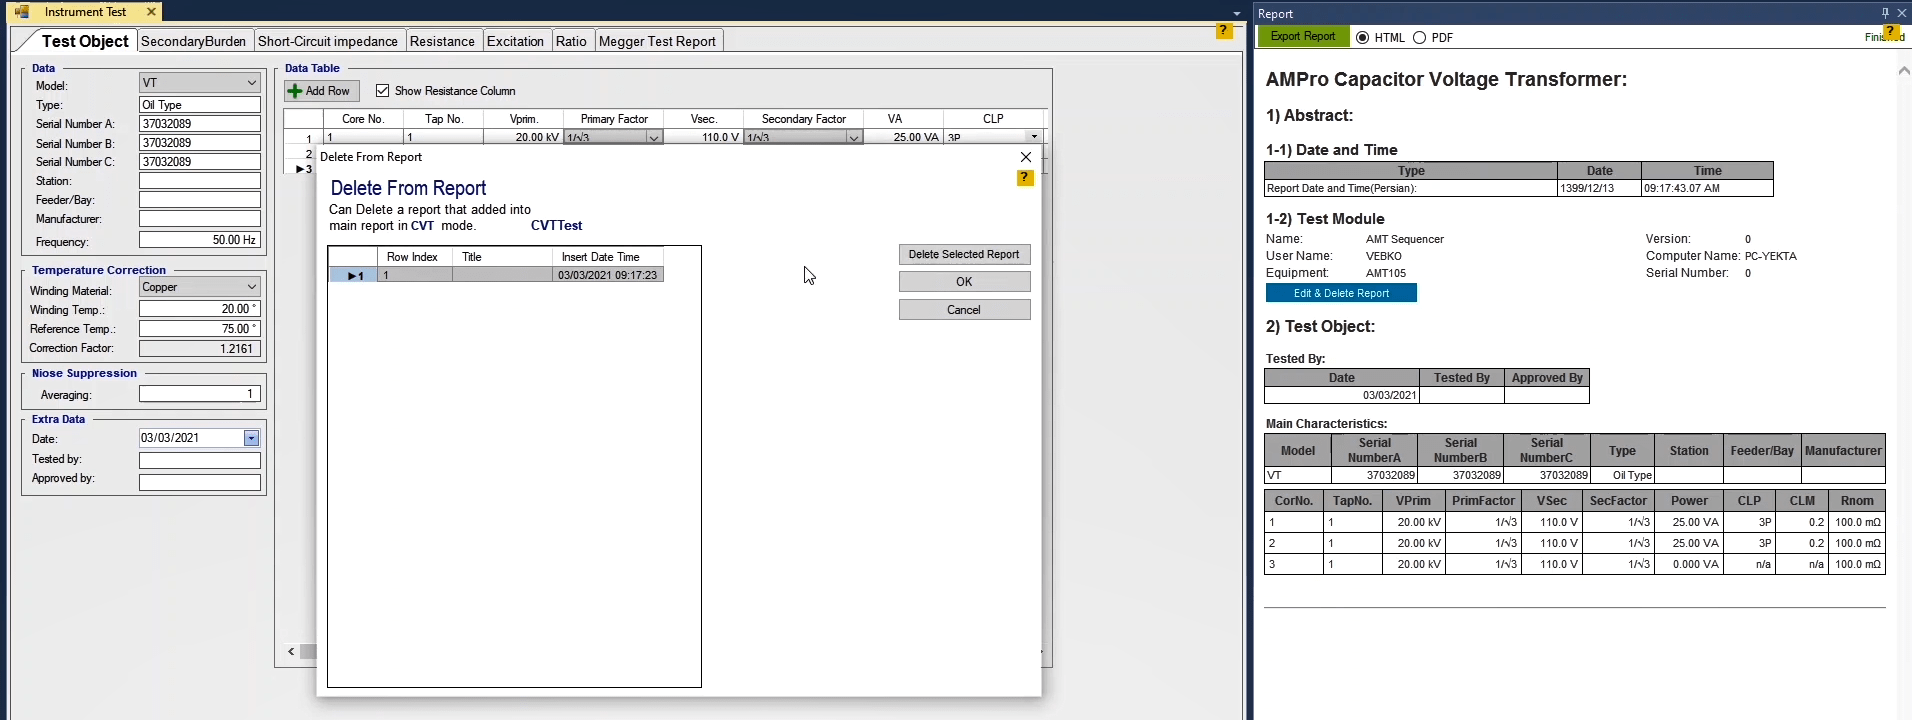 Instrument Test
Test Object SecondaryBurden Short-Circuit impedance Resistance Excitation Ratio Megger Test Report
?
Data
Model: VT
Type: Oil Type
Serial Number A: 37032089
Serial Number B: 37032089
Serial Number C: 37032089
Station:
Feeder/Bay:
Manufacturer:
Frequency: 50.00 Hz
Temperature Correction
Winding Material: Copper
Winding Temp.: 20.00 °
Reference Temp.: 75.00 °
Correction Factor: 1.2161
Niose Suppression
Averaging: 1
Extra Data
Date: 03/03/2021
Tested by:
Approved by:
Data Table
Add Row Show Resistance Column
Core No. Tap No. Vprim. Primary Factor Vsec. Secondary Factor VA CLP
1 1 1 20.00 kV 1/√3 110.0 V 1/√3 25.00 VA 3P
2
3
Delete From Report
?
Delete From Report
Can Delete a report that added into
main report in CVT mode. CVTTest
Row Index Title Insert Date Time
1 1 03/03/2021 09:17:23
Delete Selected Report
OK
Cancel
Report
Export Report HTML PDF
?
AMPro Capacitor Voltage Transformer:
1) Abstract:
1-1) Date and Time
Type Date Time
Report Date and Time(Persian): 1399/12/13 09:17:43.07 AM
1-2) Test Module
Name: AMT Sequencer Version: 0
User Name: VEBKO Computer Name: PC-YEKTA
Equipment: AMT105 Serial Number: 0
Edit & Delete Report
2) Test Object:
Tested By:
Date Tested By Approved By
03/03/2021
Main Characteristics:
Model Serial NumberA Serial NumberB Serial NumberC Type Station Feeder/Bay Manufacturer
VT 37032089 37032089 37032089 Oil Type
CorNo. TapNo. VPrim PrimFactor VSec SecFactor Power CLP CLM Rnom
1 1 20.00 kV 1/√3 110.0 V 1/√3 25.00 VA 3P 0.2 100.0 mΩ
2 1 20.00 kV 1/√3 110.0 V 1/√3 25.00 VA 3P 0.2 100.0 mΩ
3 1 20.00 kV 1/√3 110.0 V 1/√3 0.000 VA n/a n/a 100.0 mΩ